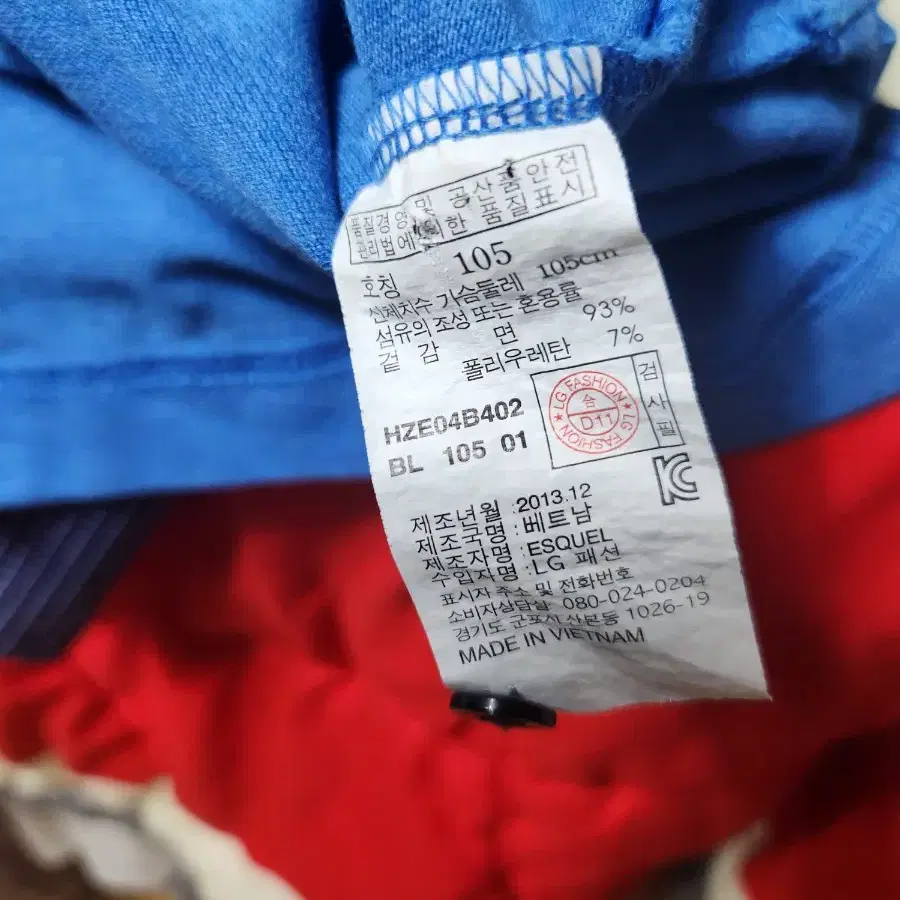 품질경영및 공산품안전
관리법에의한 품질표시
호칭 105
신체치수 가슴둘레 105cm
섬유의 조성 또는 혼용률
겉감 면 93%
폴리우레탄 7%
HZE04B402
BL 105 01
LG FASHION
합
D11
LG FASHION
검사필
제조년월 : 2013.12
제조국명 : 베트남
제조자명 : ESQUEL
수입자명 : LG 패션
표시자 주소 및 전화번호
소비자상담실 080-024-0204
경기도 군포시 산본동 1026-19
MADE IN VIETNAM